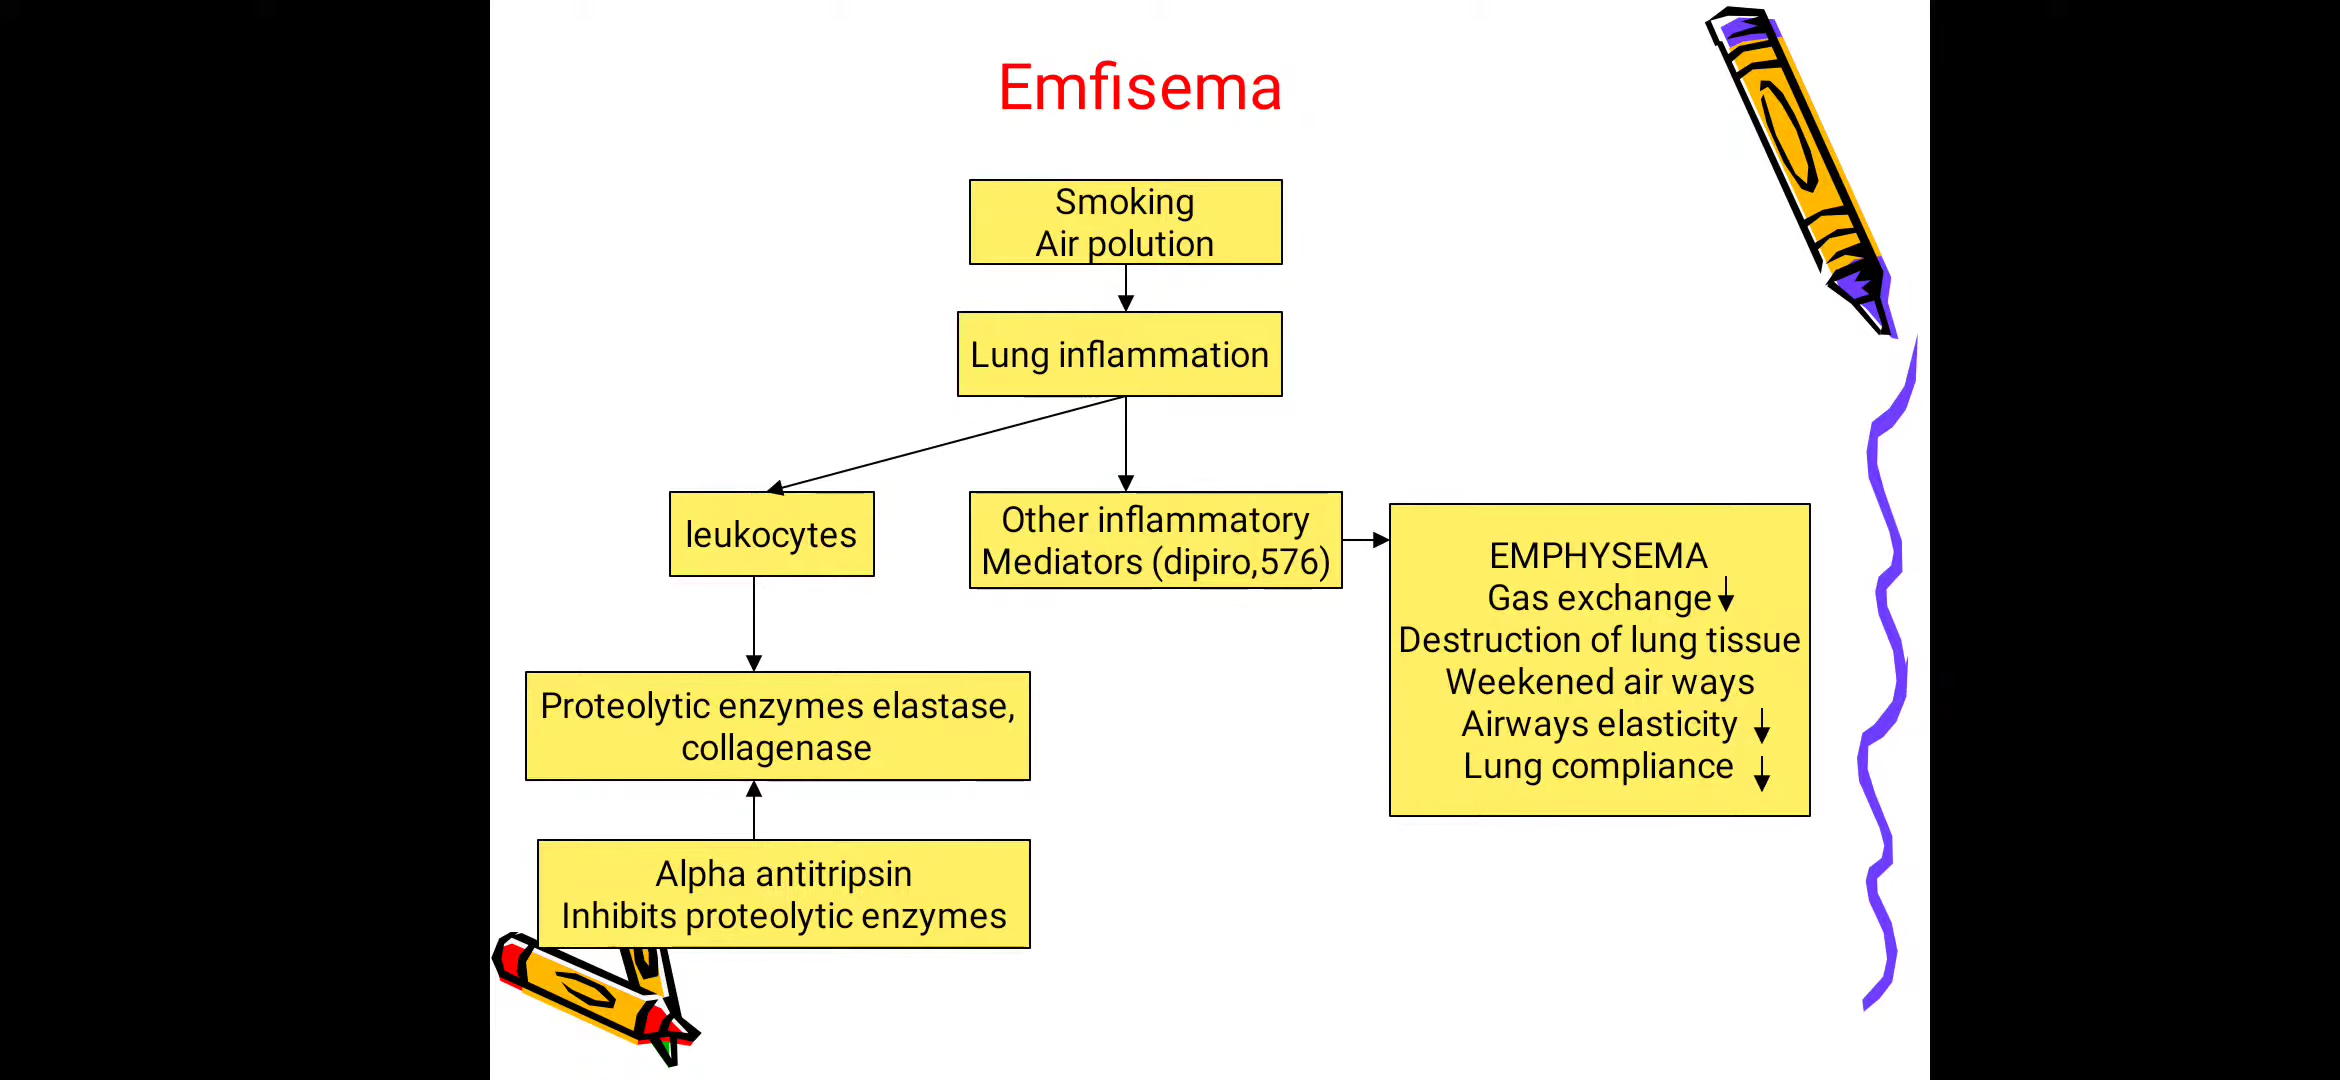 Emfisema
Smoking
Air polution
Lung inflammation
leukocytes
Other inflammatory
Mediators (dipiro,576)
EMPHYSEMA
Gas exchange
Destruction of lung tissue
Weekened air ways
Airways elasticity
Lung compliance
Proteolytic enzymes elastase,
collagenase
Alpha antitripsin
Inhibits proteolytic enzymes